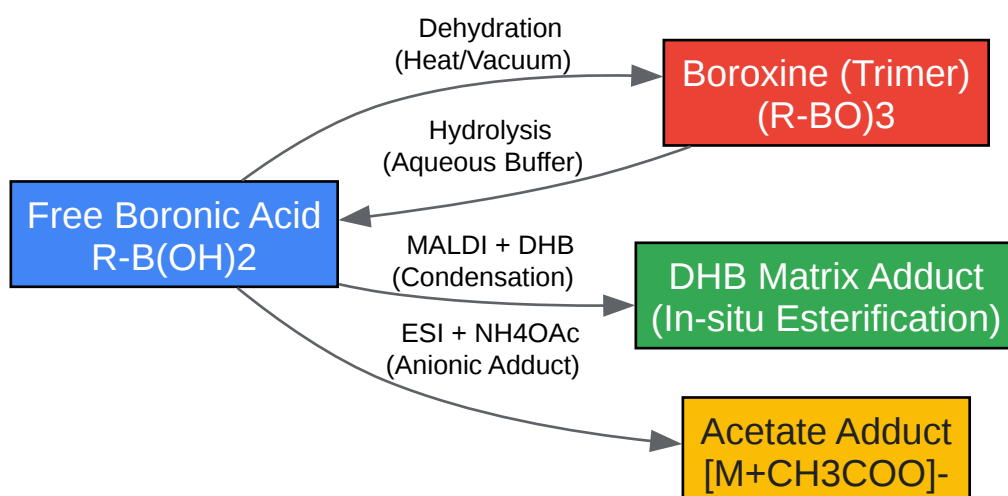 Dehydration
(Heat/Vacuum)
Boroxine (Trimer)
(R-BO)3
Hydrolysis
(Aqueous Buffer)
Free Boronic Acid
R-B(OH)2
MALDI + DHB
(Condensation)
DHB Matrix Adduct
(In-situ Esterification)
ESI + NH4OAc
(Anionic Adduct)
Acetate Adduct
[M+CH3COO]-